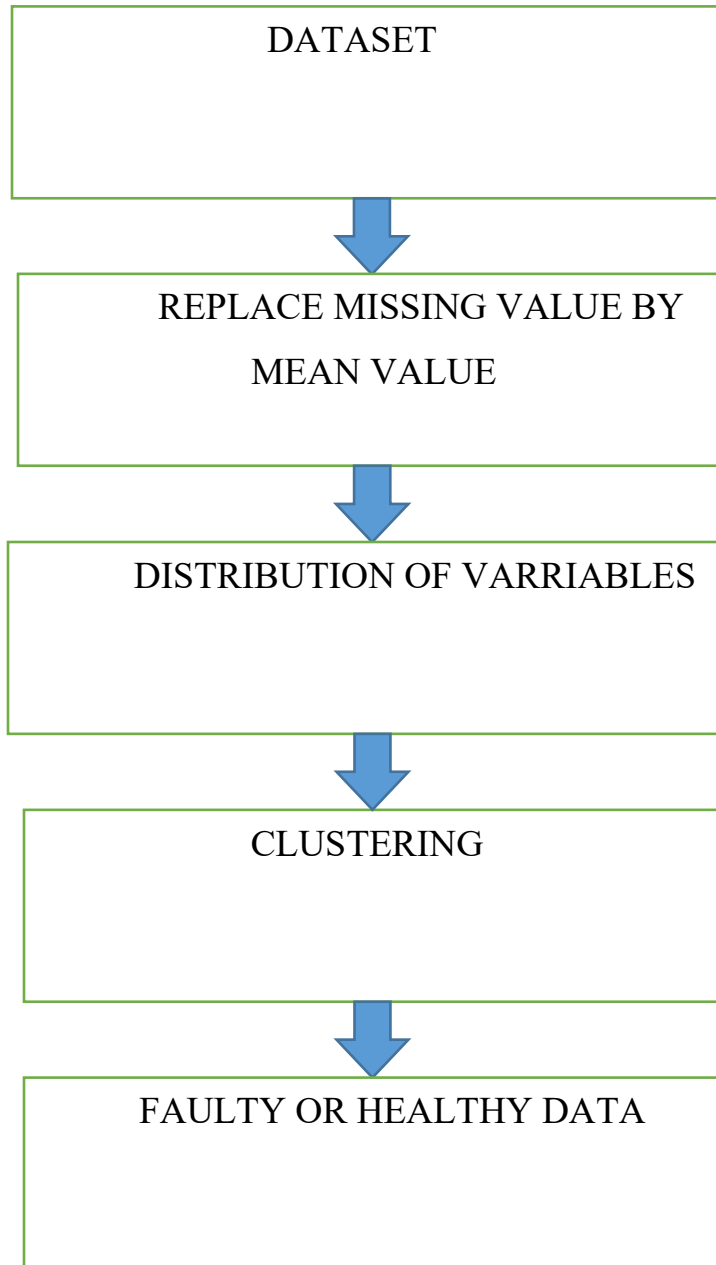 DATASET
REPLACE MISSING VALUE BY
MEAN VALUE
DISTRIBUTION OF VARRIABLES
CLUSTERING
FAULTY OR HEALTHY DATA